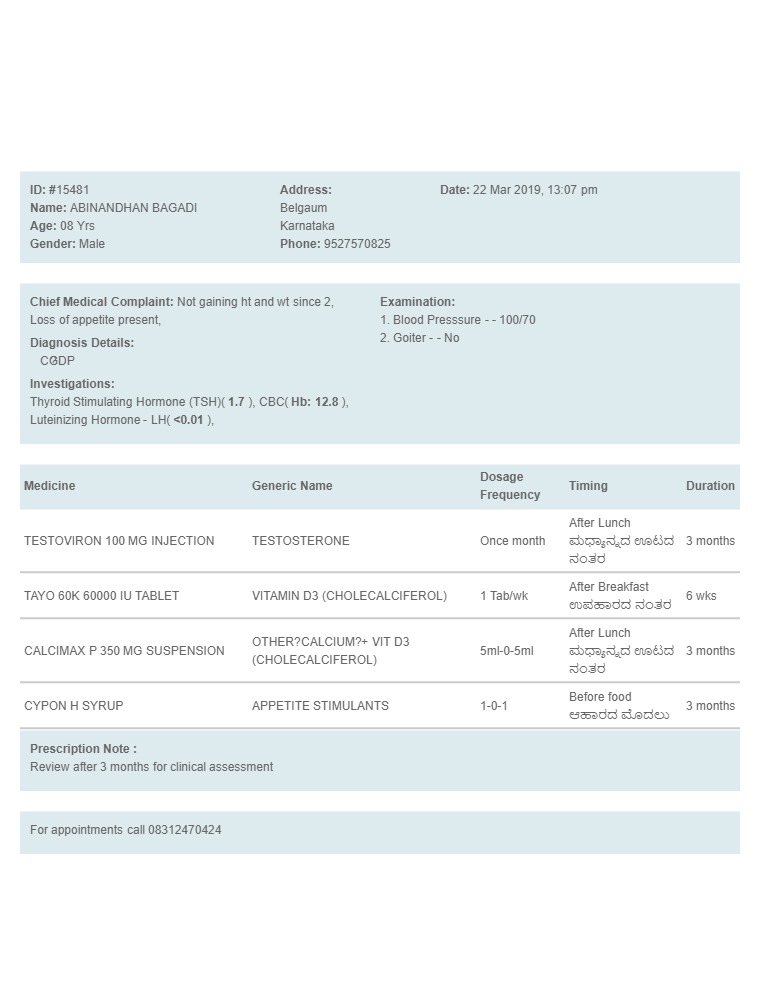 ID: #15481
Name: ABINANDHAN BAGADI
Age: 08 Yrs
Gender: Male
Address:
Belgaum
Karnataka
Phone: 9527570825
Date: 22 Mar 2019, 13:07 pm
Chief Medical Complaint: Not gaining ht and wt since 2,
Loss of appetite present,
Diagnosis Details:
Investigations:
Thyroid Stimulating Hormone (TSH)( 1.7 ), CBC( Hb: 12.8 ),
Luteinizing Hormone - LH( <0.01 ),
Examination:
1. Blood Presssure - - 100/70
2. Goiter - - No
Medicine Generic Name Dosage Frequency Timing Duration
TESTOVIRON 100 MG INJECTION TESTOSTERONE Once month After Lunch 3 months
ಮಧ್ಯಾನ್ನದ ಊಟದ
ನಂತರ
TAYO 60K 60000 IU TABLET VITAMIN D3 (CHOLECALCIFEROL) 1 Tab/wk After Breakfast 6 wks
ಉಪಹಾರದ ನಂತರ
CALCIMAX P 350 MG SUSPENSION OTHER?CALCIUM?+ VIT D3 (CHOLECALCIFEROL) 5ml-0-5ml After Lunch 3 months
ಮಧ್ಯಾನ್ನದ ಊಟದ
ನಂತರ
CYPON H SYRUP APPETITE STIMULANTS 1-0-1 Before food 3 months
ಆಹಾರದ ಮೊದಲು
Prescription Note :
Review after 3 months for clinical assessment
For appointments call 08312470424